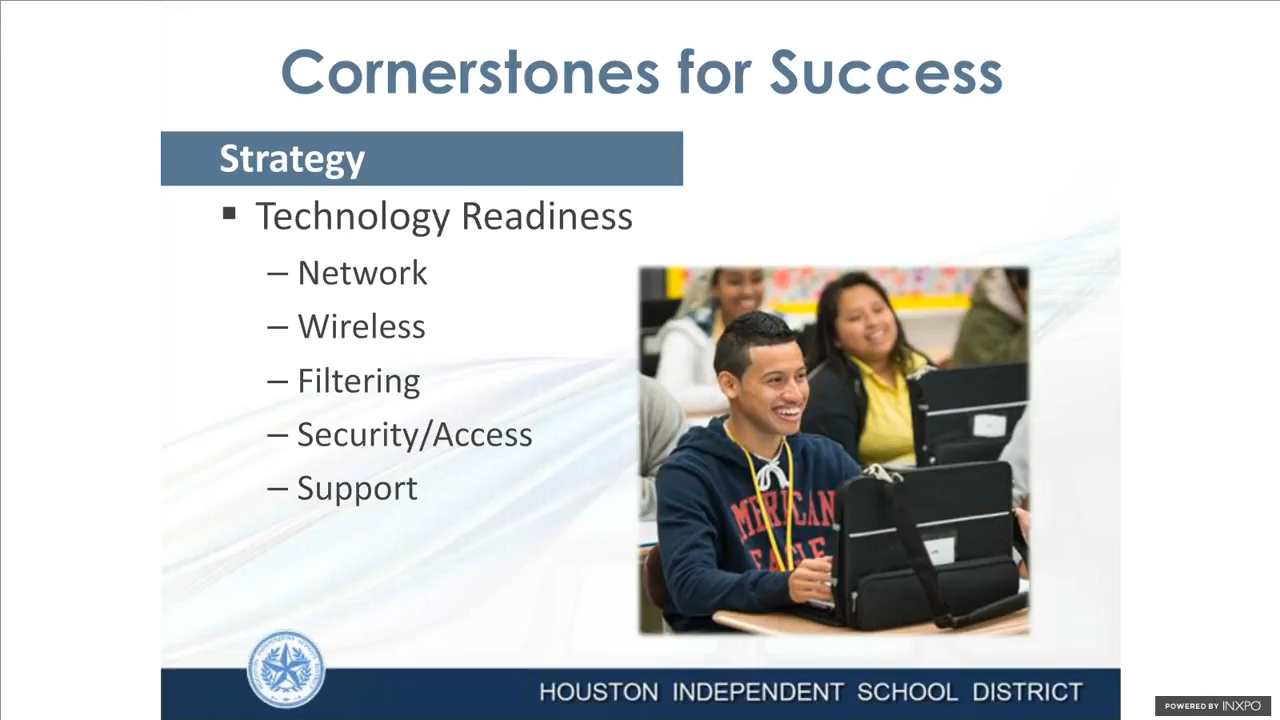 Cornerstones for Success
Strategy
▪ Technology Readiness
– Network
– Wireless
– Filtering
– Security/Access
– Support
MERICAN
EAGLE
HOUSTON INDEPENDENT SCHOOL DISTRICT
POWERED BY INXPO